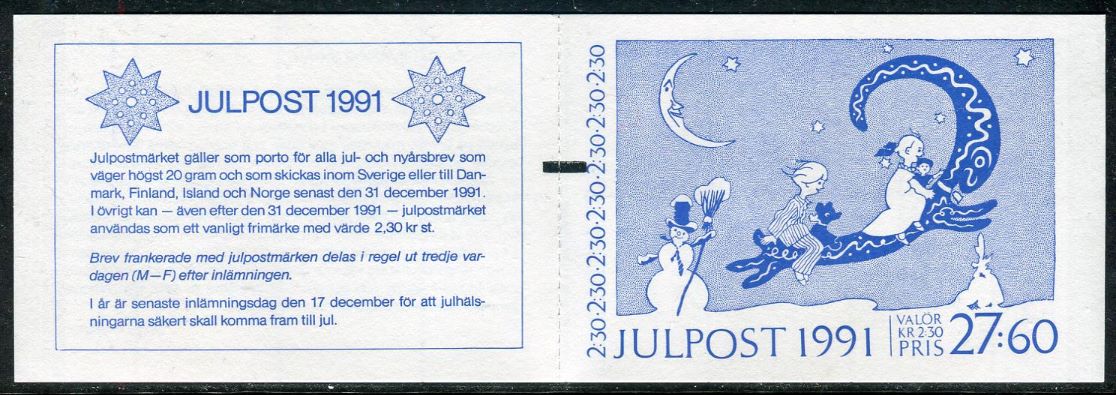 JULPOST 1991
Julpostmärket gäller som porto för alla jul- och nyårsbrev som
väger högst 20 gram och som skickas inom Sverige eller till Dan-
mark, Finland, Island och Norge senast den 31 december 1991.
I övrigt kan – även efter den 31 december 1991 – julpostmärket
användas som ett vanligt frimärke med värde 2,30 kr st.
Brev frankerade med julpostmärken delas i regel ut tredje var-
dagen (M–F) efter inlämningen.
I år är senaste inlämningsdag den 17 december för att julhäls-
ningarna säkert skall komma fram till jul.
2:30·2:30·2:30·2:30·2:30·2:30·2:30·2:30
JULPOST 1991
VALÖR
KR 2·30
PRIS 27:60